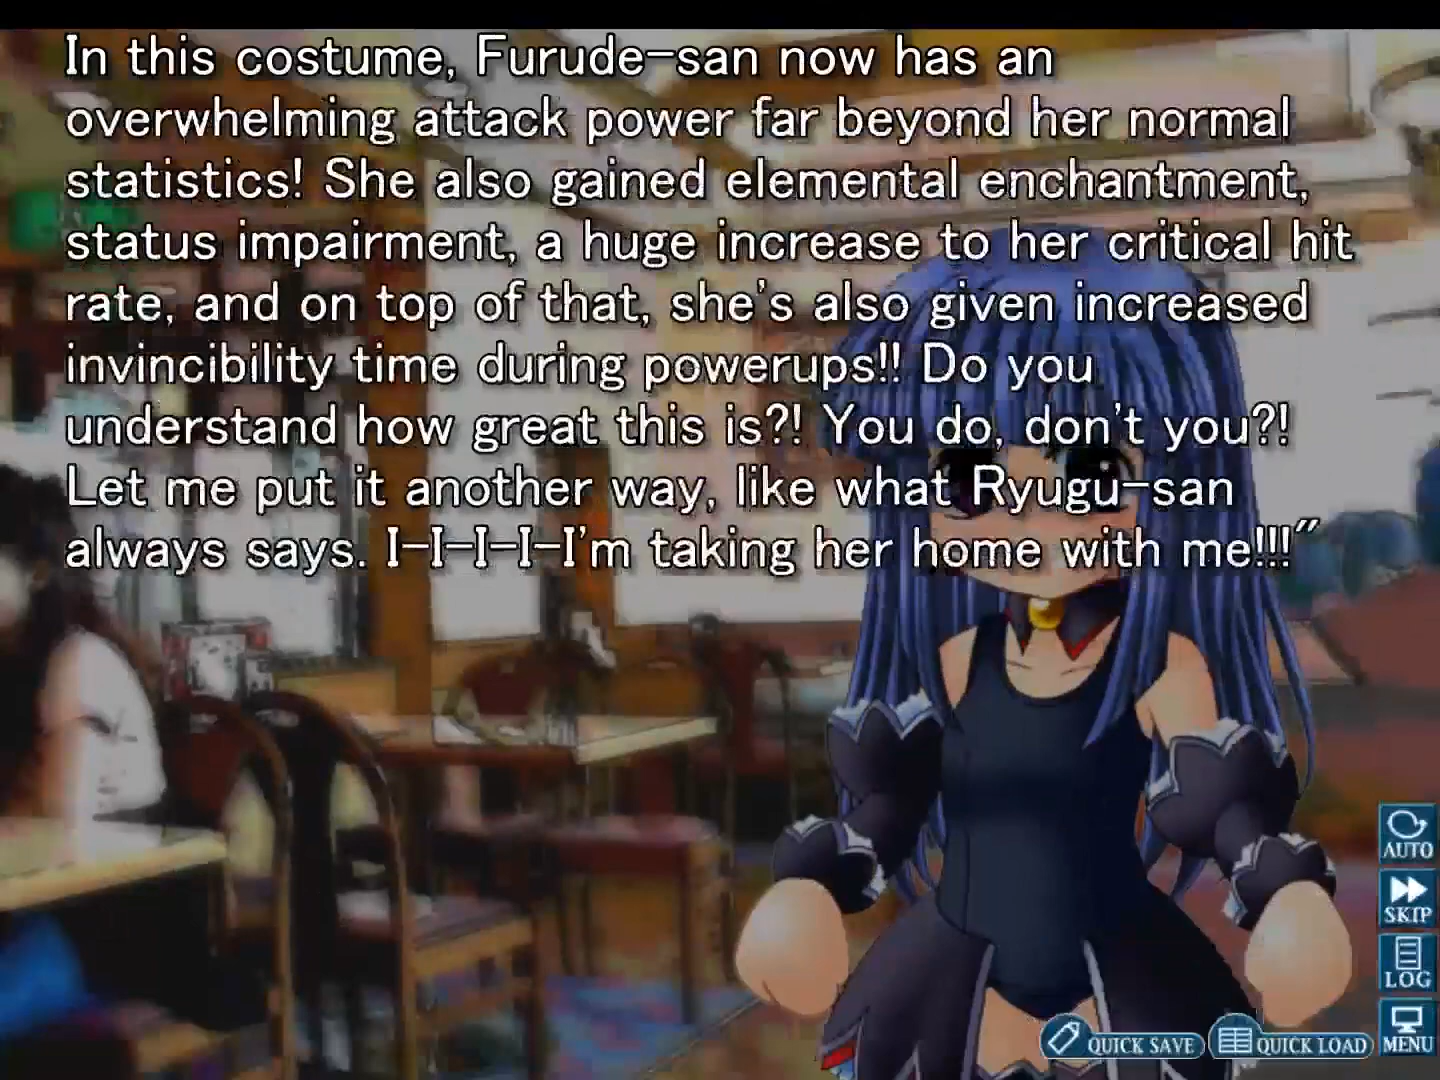 In this costume, Furude-san now has an
overwhelming attack power far beyond her normal
statistics! She also gained elemental enchantment,
status impairment, a huge increase to her critical hit
rate, and on top of that, she's also given increased
invincibility time during powerups!! Do you
understand how great this is?! You do, don't you?!
Let me put it another way, like what Ryugu-san
always says. I-I-I-I-I'm taking her home with me!!!"
AUTO
SKIP
LOG
MENU
QUICK SAVE
QUICK LOAD